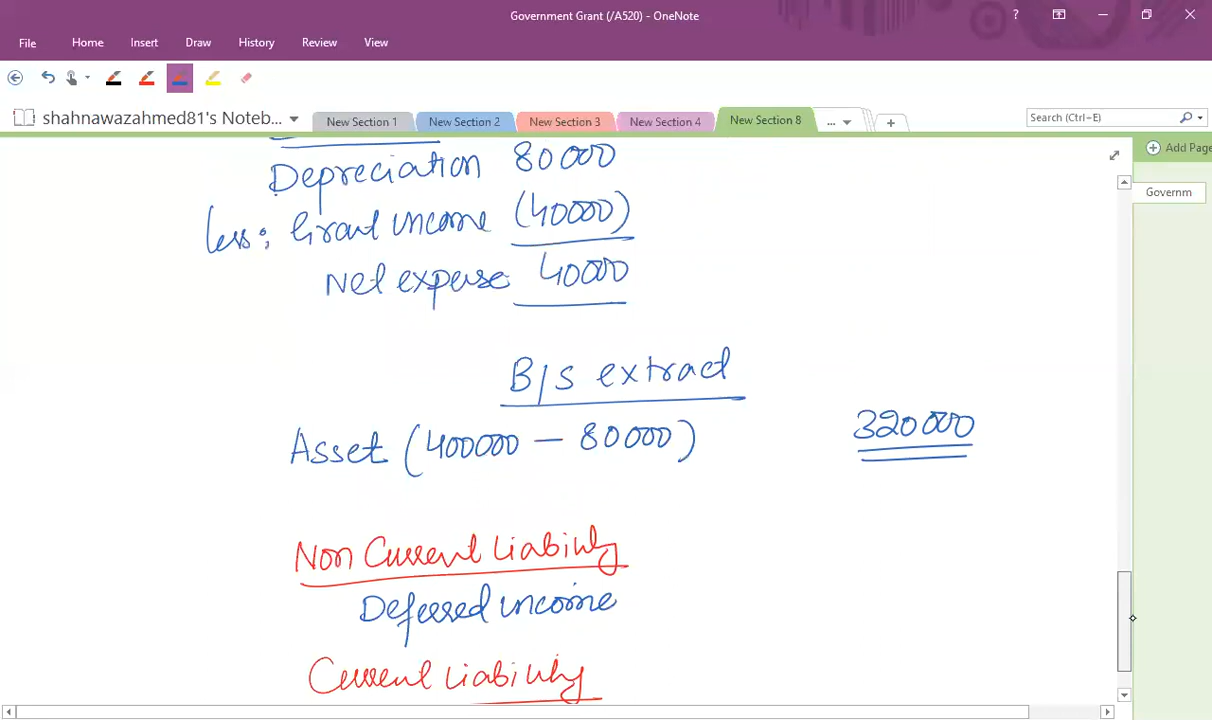 Government Grant (/A520) - OneNote
?
File Home Insert Draw History Review View
shahnawazahmed81's Noteb... New Section 1 New Section 2 New Section 3 New Section 4 New Section 8 ... + Search (Ctrl+E)
Add Page
Governm
Depreciation 80000
less: Grant income (40000)
Net expense 40000
B/S extract
Asset (400000 - 80000) 320000
Non Current Liability
Deferred income
Current Liability